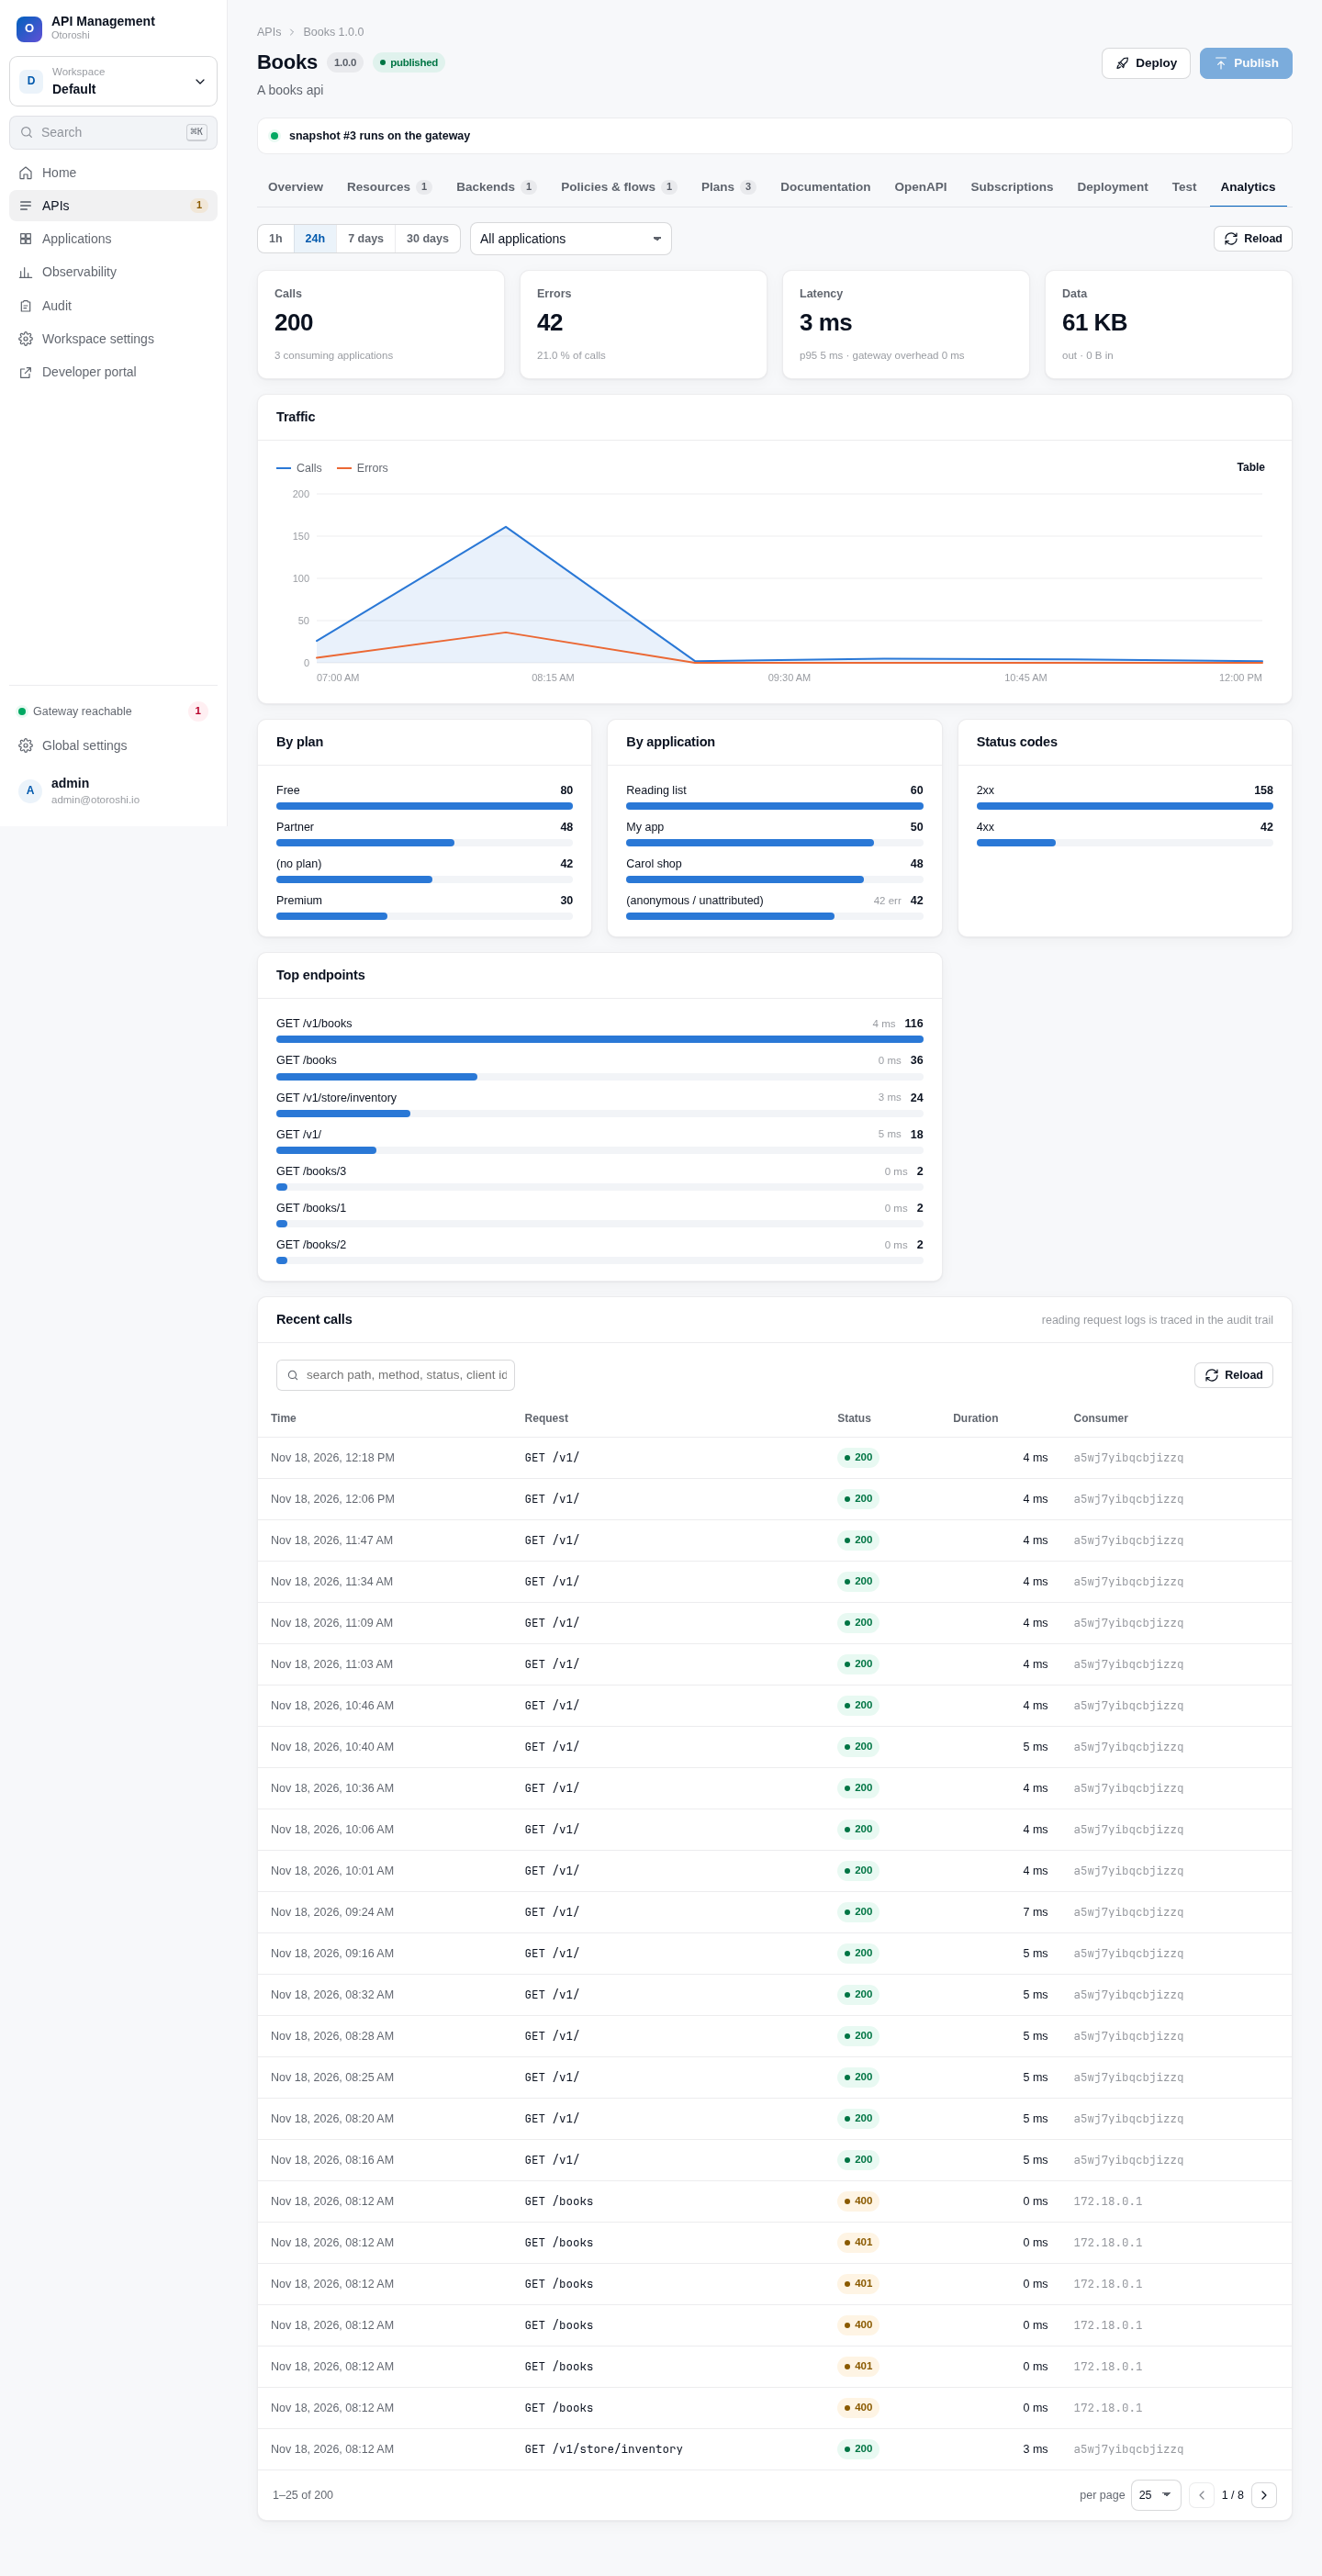 O
API Management
Otoroshi
D
Workspace
Default
Search
⌘K
Home
APIs 1
Applications
Observability
Audit
Workspace settings
Developer portal
Gateway reachable 1
Global settings
A
admin
admin@otoroshi.io
APIs > Books 1.0.0
Books 1.0.0 published
Deploy Publish
A books api
snapshot #3 runs on the gateway
Overview Resources 1 Backends 1 Policies & flows 1 Plans 3 Documentation OpenAPI Subscriptions Deployment Test Analytics
1h 24h 7 days 30 days All applications Reload
Calls
200
3 consuming applications
Errors
42
21.0 % of calls
Latency
3 ms
p95 5 ms · gateway overhead 0 ms
Data
61 KB
out · 0 B in
Traffic
Calls Errors Table
200
150
100
50
0
07:00 AM 08:15 AM 09:30 AM 10:45 AM 12:00 PM
By plan
Free 80
Partner 48
(no plan) 42
Premium 30
By application
Reading list 60
My app 50
Carol shop 48
(anonymous / unattributed) 42 err 42
Status codes
2xx 158
4xx 42
Top endpoints
GET /v1/books 4 ms 116
GET /books 0 ms 36
GET /v1/store/inventory 3 ms 24
GET /v1/ 5 ms 18
GET /books/3 0 ms 2
GET /books/1 0 ms 2
GET /books/2 0 ms 2
Recent calls reading request logs is traced in the audit trail
search path, method, status, client id Reload
Time Request Status Duration Consumer
Nov 18, 2026, 12:18 PM GET /v1/ 200 4 ms a5wj7yibqcbjizzq
Nov 18, 2026, 12:06 PM GET /v1/ 200 4 ms a5wj7yibqcbjizzq
Nov 18, 2026, 11:47 AM GET /v1/ 200 4 ms a5wj7yibqcbjizzq
Nov 18, 2026, 11:34 AM GET /v1/ 200 4 ms a5wj7yibqcbjizzq
Nov 18, 2026, 11:09 AM GET /v1/ 200 4 ms a5wj7yibqcbjizzq
Nov 18, 2026, 11:03 AM GET /v1/ 200 4 ms a5wj7yibqcbjizzq
Nov 18, 2026, 10:46 AM GET /v1/ 200 4 ms a5wj7yibqcbjizzq
Nov 18, 2026, 10:40 AM GET /v1/ 200 5 ms a5wj7yibqcbjizzq
Nov 18, 2026, 10:36 AM GET /v1/ 200 4 ms a5wj7yibqcbjizzq
Nov 18, 2026, 10:06 AM GET /v1/ 200 4 ms a5wj7yibqcbjizzq
Nov 18, 2026, 10:01 AM GET /v1/ 200 4 ms a5wj7yibqcbjizzq
Nov 18, 2026, 09:24 AM GET /v1/ 200 7 ms a5wj7yibqcbjizzq
Nov 18, 2026, 09:16 AM GET /v1/ 200 5 ms a5wj7yibqcbjizzq
Nov 18, 2026, 08:32 AM GET /v1/ 200 5 ms a5wj7yibqcbjizzq
Nov 18, 2026, 08:28 AM GET /v1/ 200 5 ms a5wj7yibqcbjizzq
Nov 18, 2026, 08:25 AM GET /v1/ 200 5 ms a5wj7yibqcbjizzq
Nov 18, 2026, 08:20 AM GET /v1/ 200 5 ms a5wj7yibqcbjizzq
Nov 18, 2026, 08:16 AM GET /v1/ 200 5 ms a5wj7yibqcbjizzq
Nov 18, 2026, 08:12 AM GET /books 400 0 ms 172.18.0.1
Nov 18, 2026, 08:12 AM GET /books 401 0 ms 172.18.0.1
Nov 18, 2026, 08:12 AM GET /books 401 0 ms 172.18.0.1
Nov 18, 2026, 08:12 AM GET /books 400 0 ms 172.18.0.1
Nov 18, 2026, 08:12 AM GET /books 401 0 ms 172.18.0.1
Nov 18, 2026, 08:12 AM GET /books 400 0 ms 172.18.0.1
Nov 18, 2026, 08:12 AM GET /v1/store/inventory 200 3 ms a5wj7yibqcbjizzq
1–25 of 200 per page 25 1 / 8